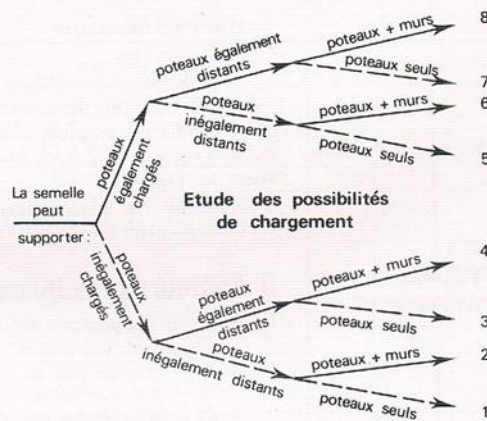 8
poteaux + murs
poteaux également
distants
poteaux seuls
7
6
poteaux + murs
poteaux
inégalement
distants
poteaux seuls
5
poteaux
également
chargés
La semelle
peut
supporter :
Etude des possibilités
de chargement
poteaux
inégalement
chargés
4
poteaux + murs
poteaux
également
distants
poteaux seuls
3
2
poteaux + murs
poteaux
inégalement distants
poteaux seuls
1